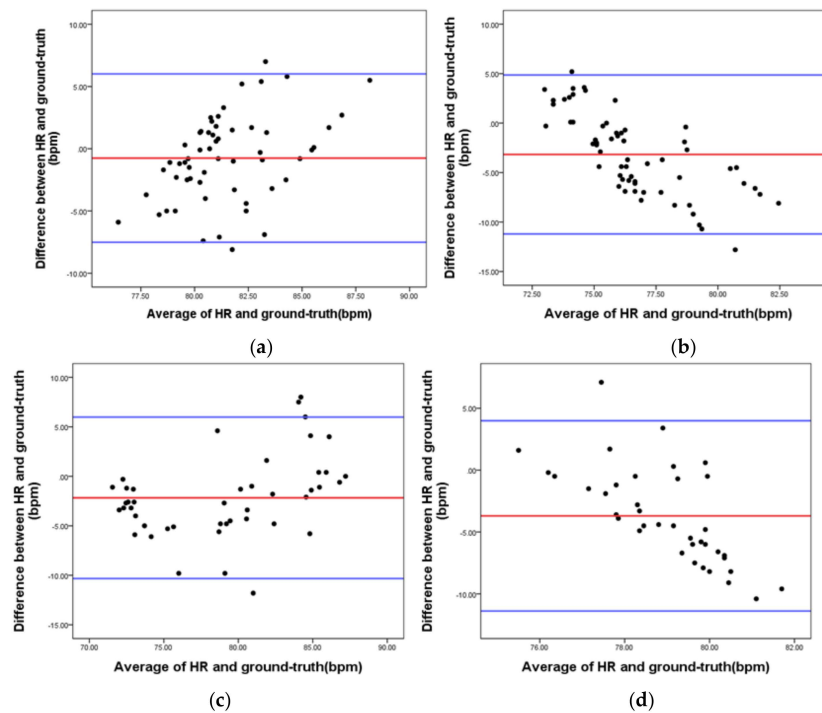 10.00
5.00
.00
-5.00
-10.00
Difference between HR and ground-truth
(bpm)
77.50 80.00 82.50 85.00 87.50 90.00
Average of HR and ground-truth(bpm)
(a)
10.00
5.00
.00
-5.00
-10.00
-15.00
Difference between HR and ground-truth
(bpm)
72.50 75.00 77.50 80.00 82.50
Average of HR and ground-truth(bpm)
(b)
10.00
5.00
.00
-5.00
-10.00
-15.00
Difference between HR and ground-truth
(bpm)
70.00 75.00 80.00 85.00 90.00
Average of HR and ground-truth(bpm)
(c)
10.00
5.00
.00
-5.00
-10.00
Difference between HR and ground-truth
(bpm)
76.00 78.00 80.00 82.00
Average of HR and ground-truth(bpm)
(d)